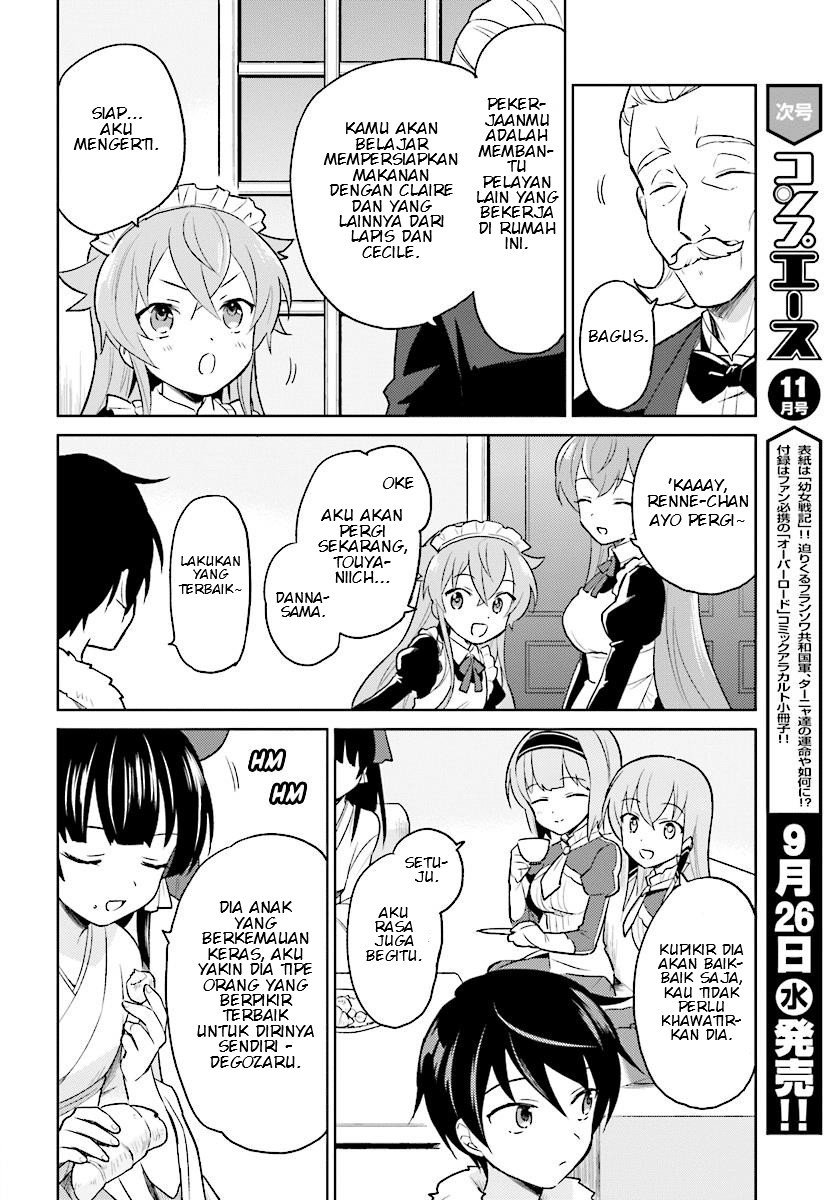 BAGUS.
PEKER-
JAANMU
ADALAH
MEMBAN-
TU
PELAYAN
LAIN YANG
BEKERJA
DI RUMAH
INI.
KAMU AKAN
BELAJAR
MEMPERSIAPKAN
MAKANAN
DENGAN CLAIRE
DAN YANG
LAINNYA DARI
LAPIS DAN
CECILE.
SIAP...
AKU
MENGERTI.
'KAAAY,
RENNE-CHAN
AYO PERGI~
OKE
AKU AKAN
PERGI
SEKARANG,
TOUYA-
NIICH...
DANNA-
SAMA.
LAKUKAN
YANG
TERBAIK~
KUPIKIR DIA
AKAN BAIK-
BAIK SAJA,
KAU TIDAK
PERLU
KHAWATIR-
KAN DIA.
SETU-
JU.
AKU
RASA
JUGA
BEGITU.
HM
HM
DIA ANAK
YANG
BERKEMAUAN
KERAS, AKU
YAKIN DIA TIPE
ORANG YANG
BERPIKIR
TERBAIK
UNTUK DIRINYA
SENDIRI -
DEGOZARU.
次号
コンプエース
11
月号
表紙は「幼女戦記」!! 迫りくるフランソワ共和国軍、ターニャ達の運命や如何に!?
付録はファン必携の「オーバーロード」コミックアラカルト小冊子!!
9月26日㊌発売!!